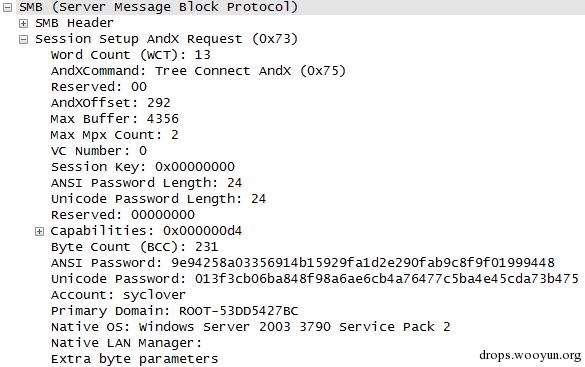 SMB (Server Message Block Protocol)
SMB Header
Session Setup AndX Request (0x73)
Word Count (WCT): 13
AndXCommand: Tree Connect AndX (0x75)
Reserved: 00
AndXOffset: 292
Max Buffer: 4356
Max Mpx Count: 2
VC Number: 0
Session Key: 0x00000000
ANSI Password Length: 24
Unicode Password Length: 24
Reserved: 00000000
Capabilities: 0x000000d4
Byte Count (BCC): 231
ANSI Password: 9e94258a03356914b15929fa1d2e290fab9c8f9f01999448
Unicode Password: 013f3cb06ba848f98a6ae6cb4a76477c5ba4e45cda73b475
Account: syclover
Primary Domain: ROOT-53DD5427BC
Native OS: Windows Server 2003 3790 Service Pack 2
Native LAN Manager:
Extra byte parameters
drops.wooyun.org